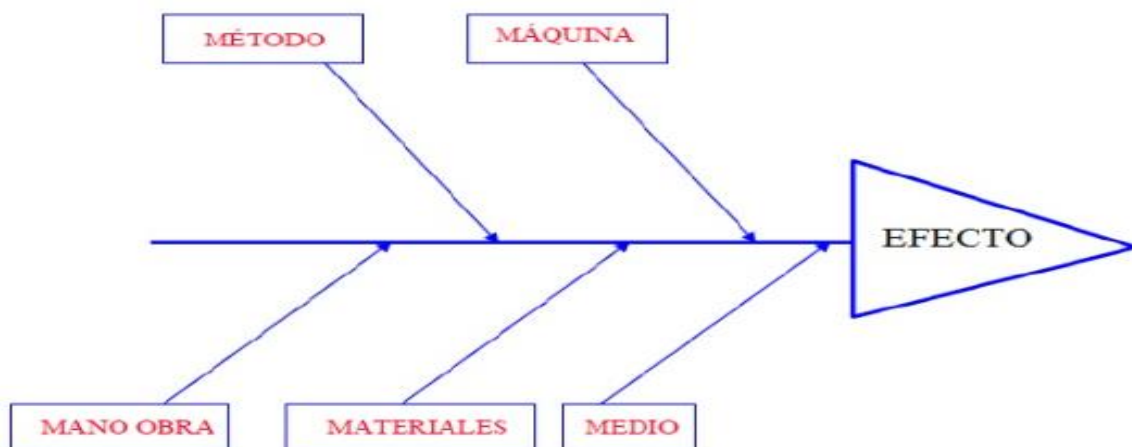 MÉTODO
MÁQUINA
EFECTO
MANO OBRA
MATERIALES
MEDIO